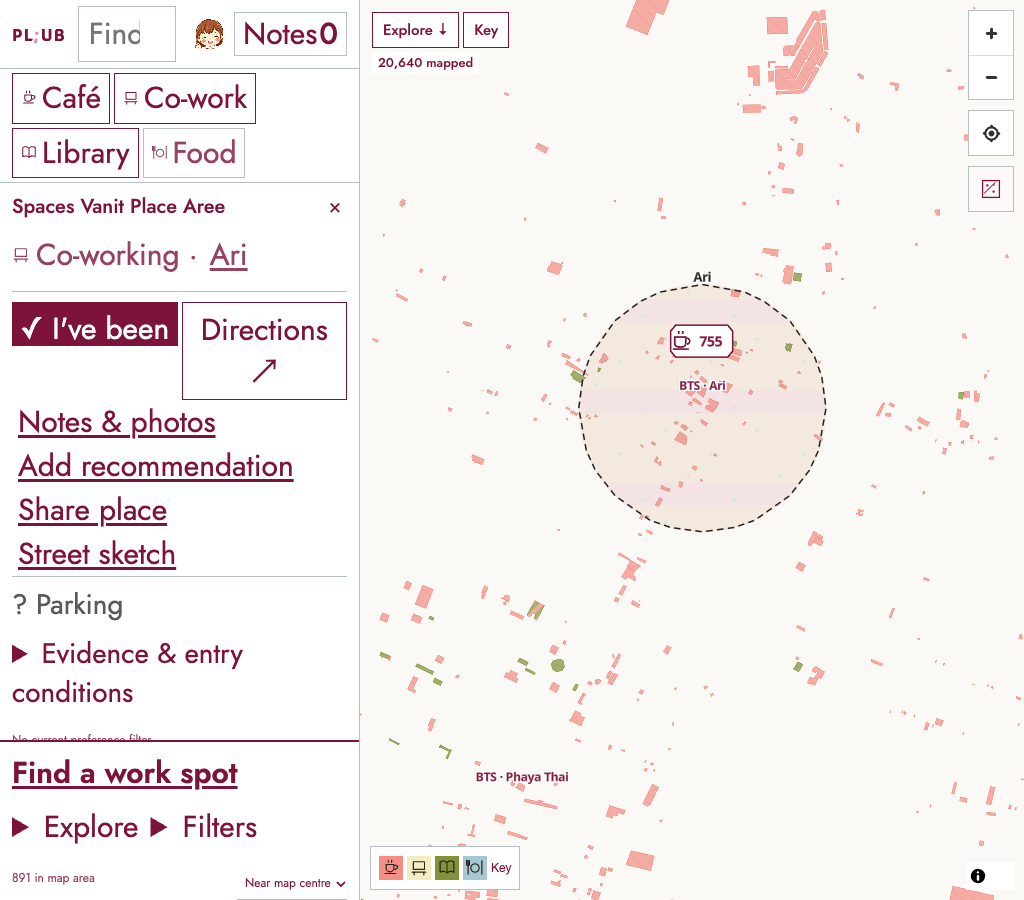 PL;UB
Find
Notes 0
Café
Co-work
Library
Food
Spaces Vanit Place Aree
×
Co-working · Ari
✓ I've been
Directions ↗
Notes & photos
Add recommendation
Share place
Street sketch
? Parking
▶ Evidence & entry
conditions
No current preference filter
Find a work spot
▶ Explore ▶ Filters
891 in map area
Near map centre
Explore ↓
Key
20,640 mapped
+
−
Ari
755
BTS · Ari
BTS · Phaya Thai
Key